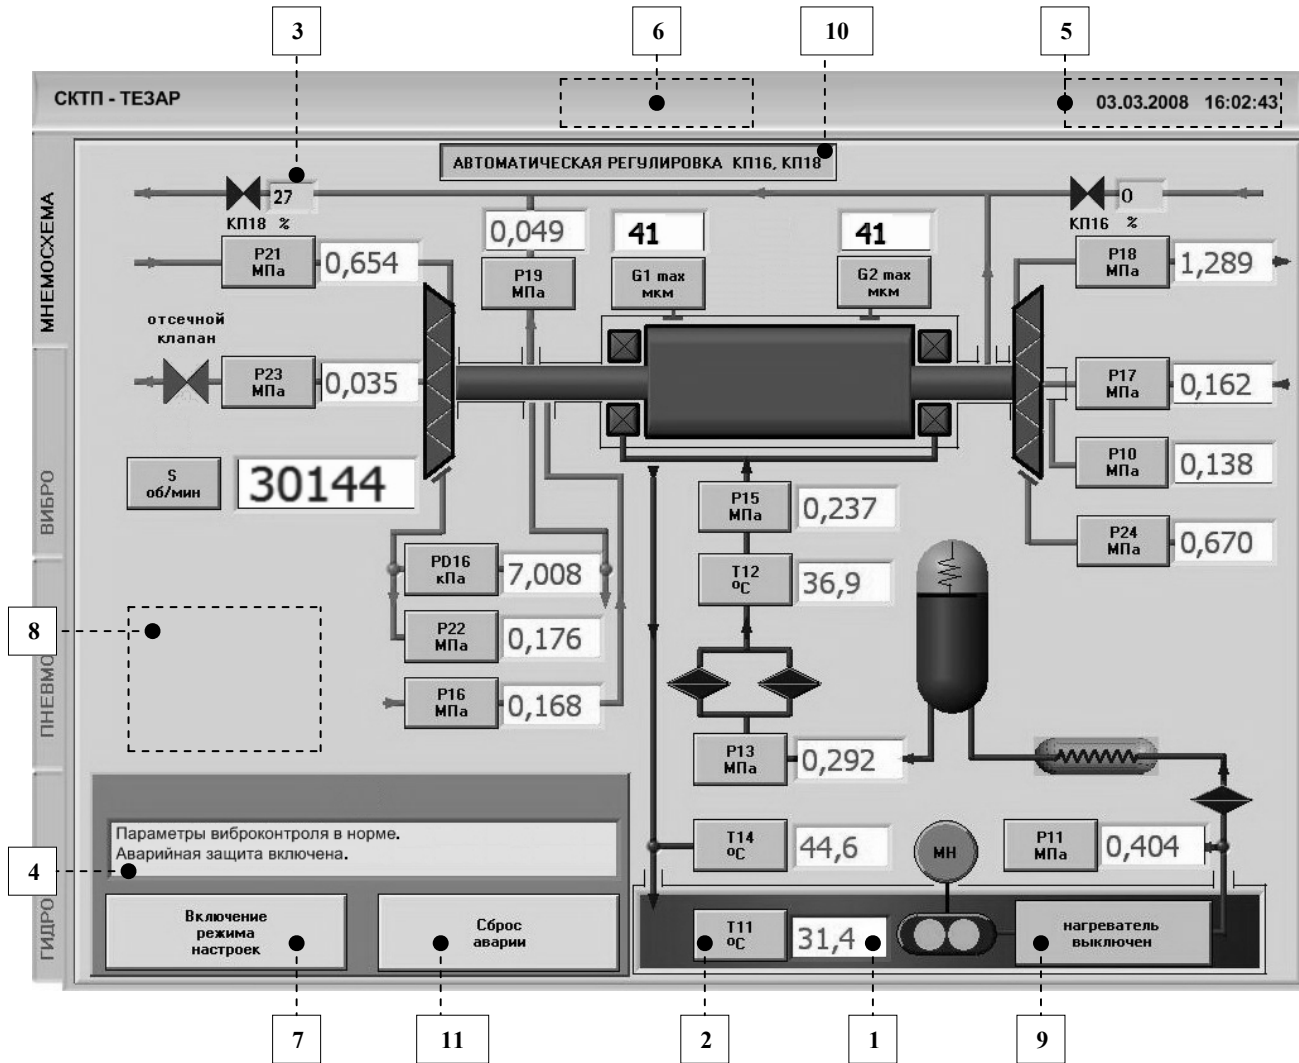 3
6
10
5
СКТП - ТЕЗАР
03.03.2008 16:02:43
АВТОМАТИЧЕСКАЯ РЕГУЛИРОВКА КП16, КП18
МНЕМОСХЕМА
ВИБРО
ПНЕВМО
ГИДРО
27
КП18 %
0
КП16 %
P21
МПа
0,654
0,049
P19
МПа
41
G1 max
мкм
41
G2 max
мкм
P18
МПа
1,289
отсечной
клапан
P23
МПа
0,035
P17
МПа
0,162
S
об/мин
30144
P10
МПа
0,138
P15
МПа
0,237
P24
МПа
0,670
PD16
кПа
7,008
T12
ºC
36,9
8
P22
МПа
0,176
P16
МПа
0,168
P13
МПа
0,292
Параметры виброконтроля в норме.
Аварийная защита включена.
4
T14
ºC
44,6
МН
P11
МПа
0,404
Включение
режима
настроек
Сброс
аварии
T11
ºC
31,4
нагреватель
выключен
7
11
2
1
9